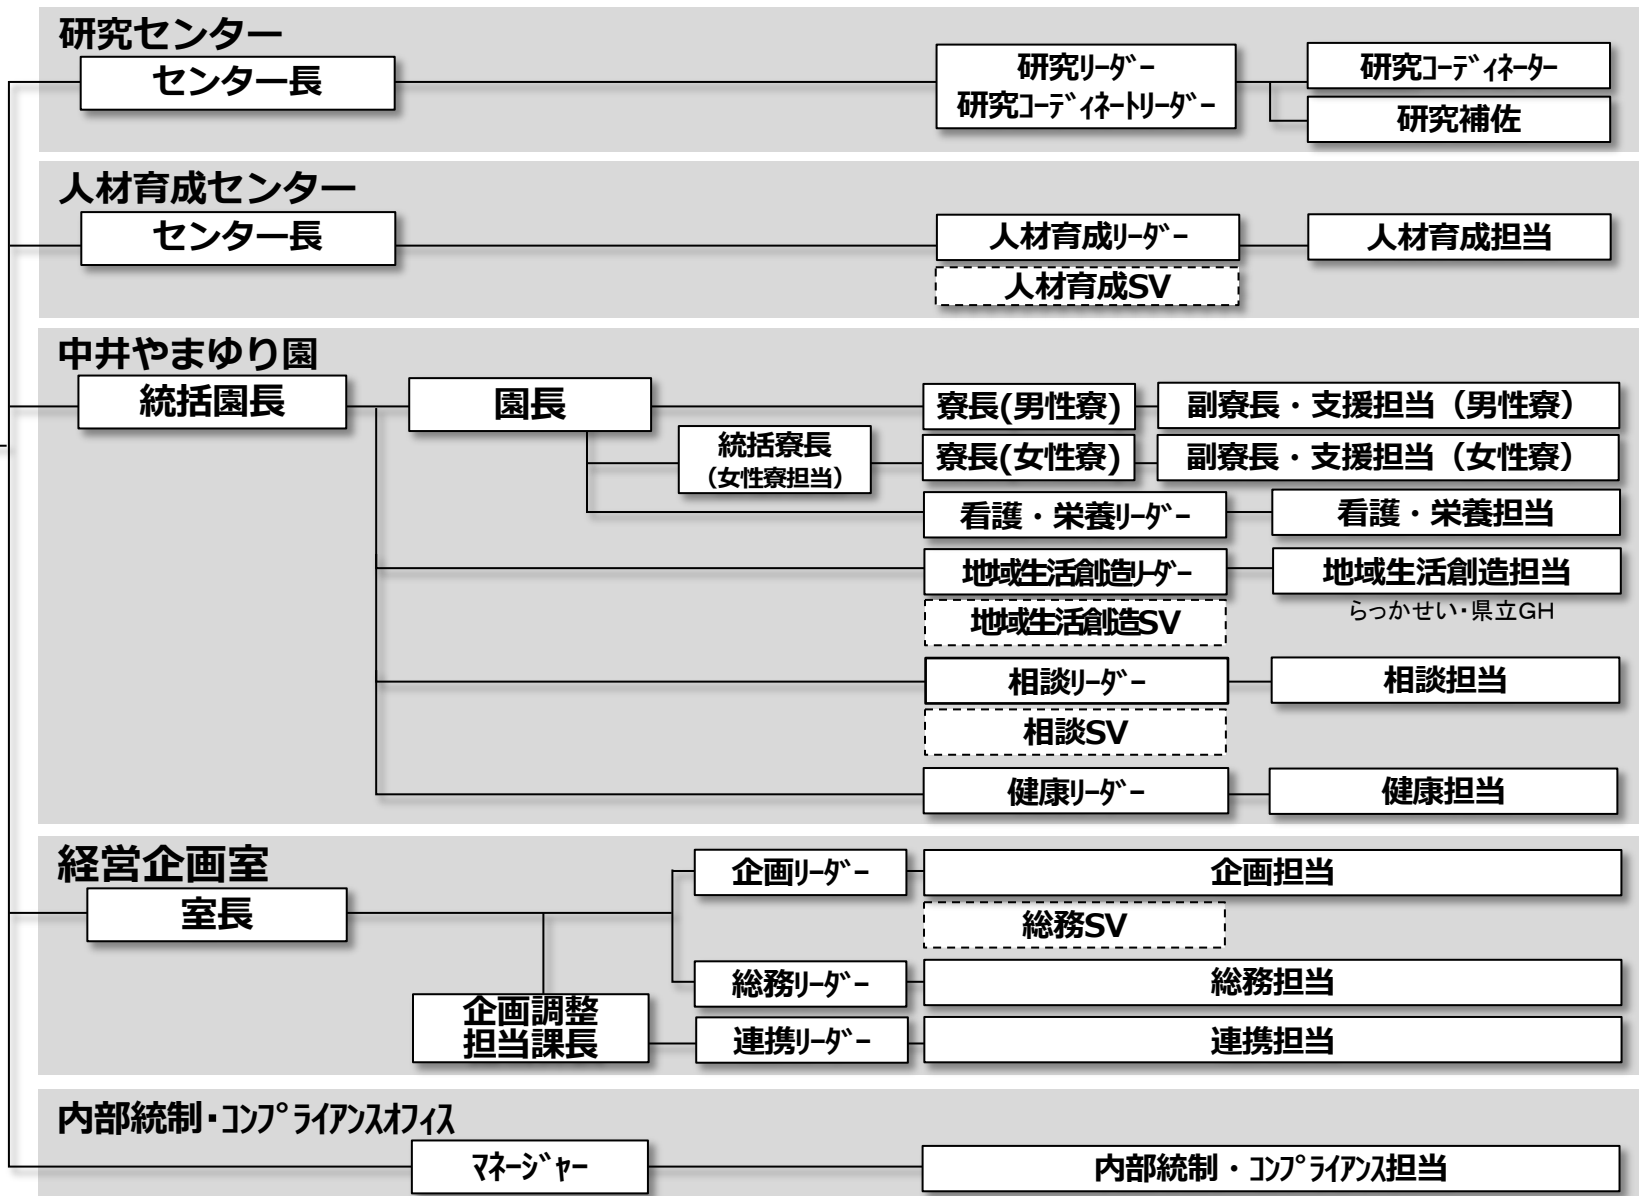 研究センター
センター長
研究ﾘｰﾀﾞｰ
研究ｺｰﾃﾞｨﾈｰﾄﾘｰﾀﾞｰ
研究ｺｰﾃﾞｨﾈｰﾀｰ
研究補佐
人材育成センター
センター長
人材育成ﾘｰﾀﾞｰ
人材育成担当
人材育成SV
中井やまゆり園
統括園長
園長
寮長(男性寮)
副寮長・支援担当（男性寮）
統括寮長
（女性寮担当）
寮長(女性寮)
副寮長・支援担当（女性寮）
看護・栄養ﾘｰﾀﾞｰ
看護・栄養担当
地域生活創造ﾘｰﾀﾞｰ
地域生活創造担当
らっかせい・県立GH
地域生活創造SV
相談ﾘｰﾀﾞｰ
相談担当
相談SV
健康ﾘｰﾀﾞｰ
健康担当
経営企画室
室長
企画ﾘｰﾀﾞｰ
企画担当
総務SV
総務ﾘｰﾀﾞｰ
総務担当
企画調整
担当課長
連携ﾘｰﾀﾞｰ
連携担当
内部統制・ｺﾝﾌﾟﾗｲｱﾝｽｵﾌｨｽ
ﾏﾈｰｼﾞｬｰ
内部統制・ｺﾝﾌﾟﾗｲｱﾝｽ担当